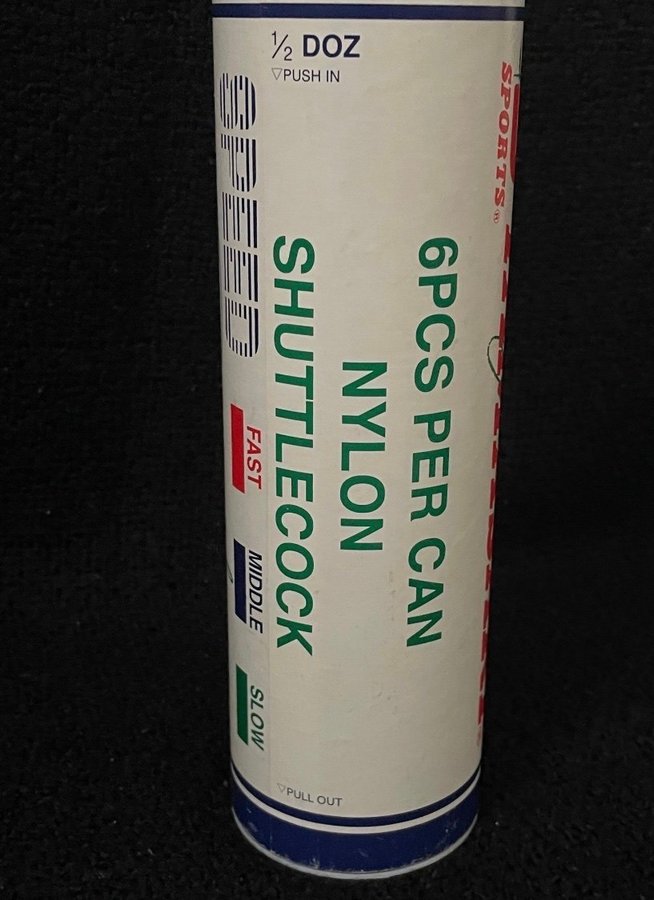 ½ DOZ
▽PUSH IN
6PCS PER CAN
NYLON
SHUTTLECOCK
SPEED
FAST
MIDDLE
SLOW
SPORTS®
▽PULL OUT